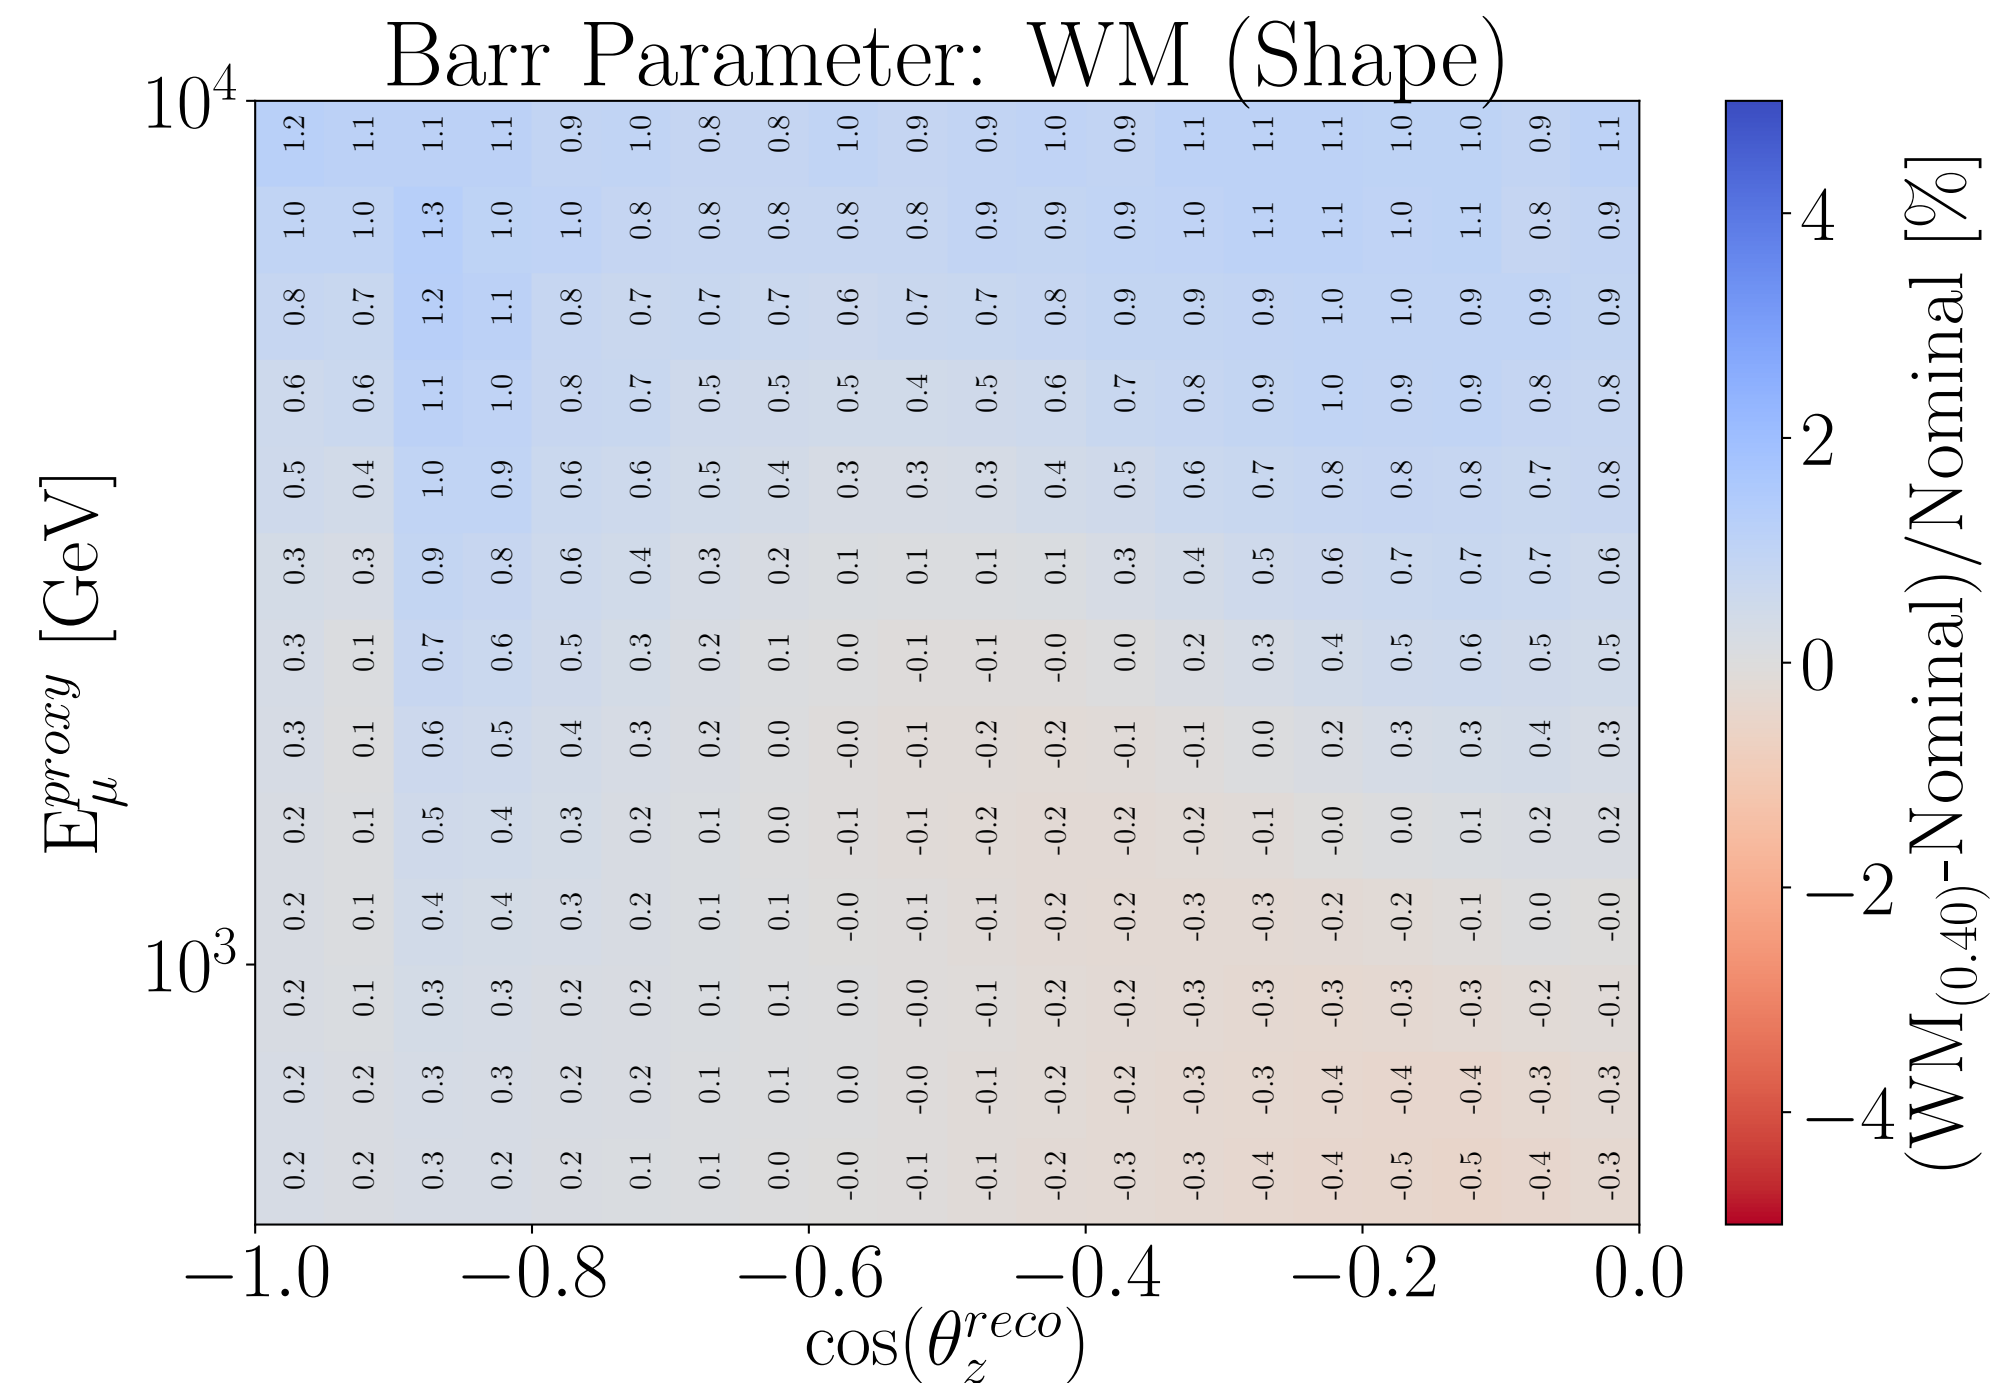 Barr Parameter: WM (Shape)
10⁴
1.2 1.1 1.1 1.1 0.9 1.0 0.8 0.8 1.0 0.9 0.9 1.0 0.9 1.1 1.1 1.1 1.0 1.0 0.9 1.1
1.0 1.0 1.3 1.0 1.0 0.8 0.8 0.8 0.8 0.8 0.9 0.9 0.9 1.0 1.1 1.1 1.0 1.1 0.8 0.9
0.8 0.7 1.2 1.1 0.8 0.7 0.7 0.7 0.6 0.7 0.7 0.8 0.9 0.9 0.9 1.0 1.0 0.9 0.9 0.9
0.6 0.6 1.1 1.0 0.8 0.7 0.5 0.5 0.5 0.4 0.5 0.6 0.7 0.8 0.9 1.0 0.9 0.9 0.8 0.8
0.5 0.4 1.0 0.9 0.6 0.6 0.5 0.4 0.3 0.3 0.3 0.4 0.5 0.6 0.7 0.8 0.8 0.8 0.7 0.8
0.3 0.3 0.9 0.8 0.6 0.4 0.3 0.2 0.1 0.1 0.1 0.1 0.3 0.4 0.5 0.6 0.7 0.7 0.7 0.6
0.3 0.1 0.7 0.6 0.5 0.3 0.2 0.1 0.0 -0.1 -0.1 -0.0 0.0 0.2 0.3 0.4 0.5 0.6 0.5 0.5
0.3 0.1 0.6 0.5 0.4 0.3 0.2 0.0 -0.0 -0.1 -0.2 -0.2 -0.1 -0.1 0.0 0.2 0.3 0.3 0.4 0.3
0.2 0.1 0.5 0.4 0.3 0.2 0.1 0.0 -0.1 -0.1 -0.2 -0.2 -0.2 -0.2 -0.1 -0.0 0.0 0.1 0.2 0.2
0.2 0.1 0.4 0.4 0.3 0.2 0.1 0.1 -0.0 -0.1 -0.1 -0.2 -0.2 -0.3 -0.3 -0.2 -0.2 -0.1 0.0 -0.0
10³
0.2 0.1 0.3 0.3 0.2 0.2 0.1 0.1 0.0 -0.0 -0.1 -0.2 -0.2 -0.3 -0.3 -0.3 -0.3 -0.3 -0.2 -0.1
0.2 0.2 0.3 0.3 0.2 0.2 0.1 0.1 0.0 -0.0 -0.1 -0.2 -0.2 -0.3 -0.3 -0.4 -0.4 -0.4 -0.3 -0.3
0.2 0.2 0.3 0.2 0.2 0.1 0.1 0.0 -0.0 -0.1 -0.1 -0.2 -0.3 -0.3 -0.4 -0.4 -0.5 -0.5 -0.4 -0.3
E_μ^{proxy} [GeV]
−1.0 −0.8 −0.6 −0.4 −0.2 0.0
cos(θ_z^{reco})
4
2
0
−2
−4
(WM_{(0.40)}-Nominal)/Nominal [%]